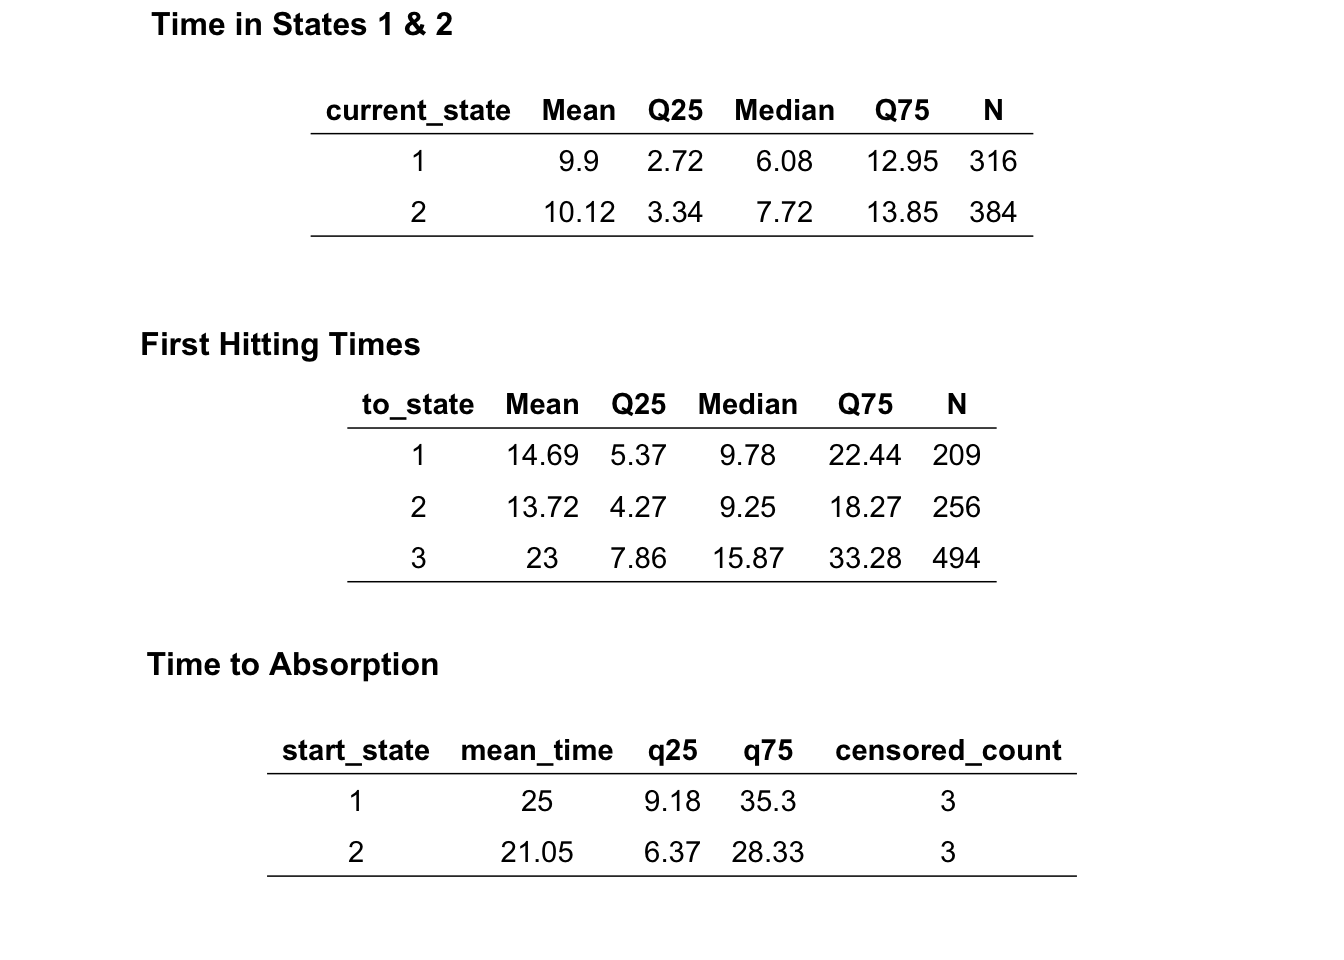 Time in States 1 & 2
current_state Mean Q25 Median Q75 N
1 9.9 2.72 6.08 12.95 316
2 10.12 3.34 7.72 13.85 384
First Hitting Times
to_state Mean Q25 Median Q75 N
1 14.69 5.37 9.78 22.44 209
2 13.72 4.27 9.25 18.27 256
3 23 7.86 15.87 33.28 494
Time to Absorption
start_state mean_time q25 q75 censored_count
1 25 9.18 35.3 3
2 21.05 6.37 28.33 3